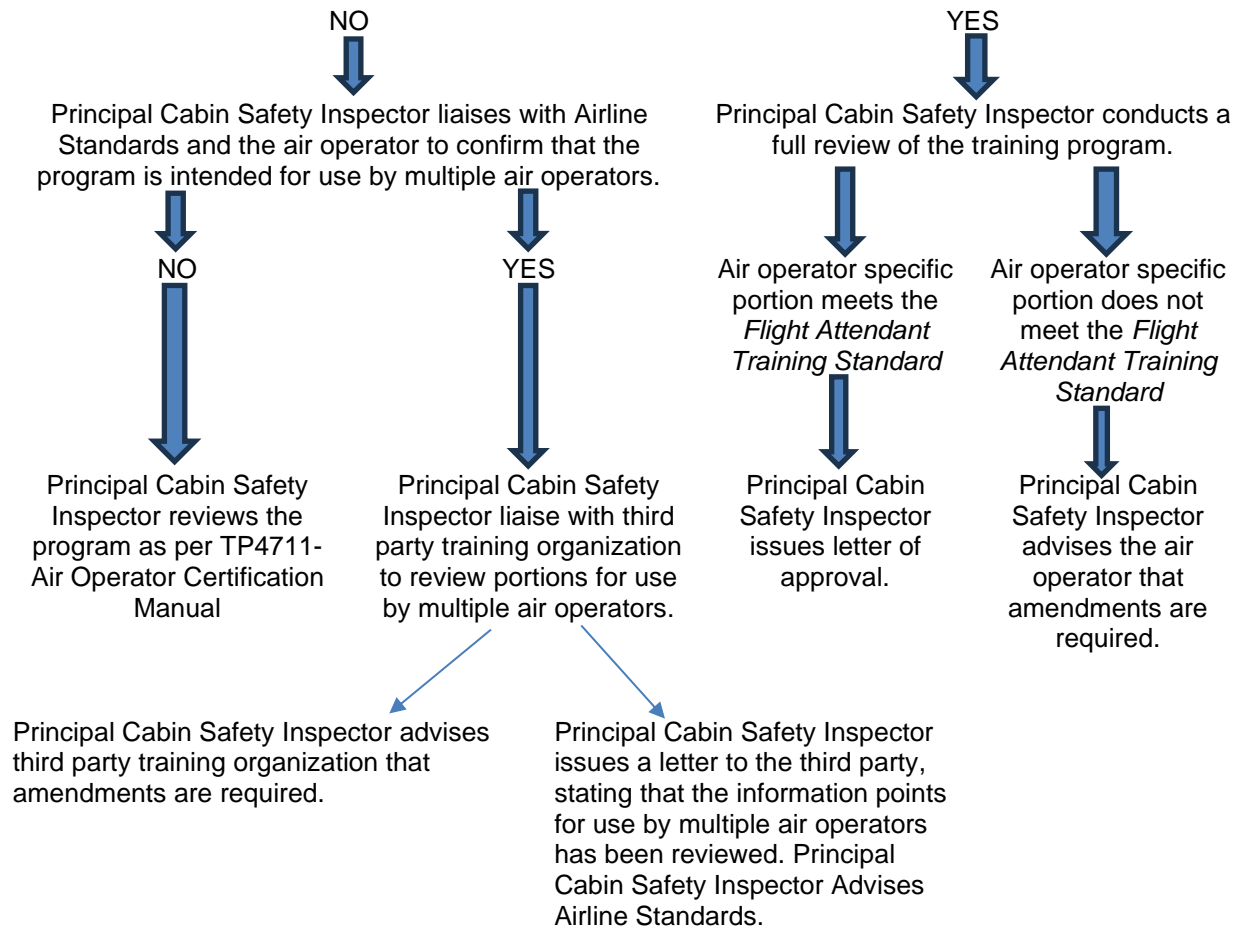 NO
YES
Principal Cabin Safety Inspector liaises with Airline
Standards and the air operator to confirm that the
program is intended for use by multiple air operators.
Principal Cabin Safety Inspector conducts a
full review of the training program.
NO
YES
Air operator specific
portion meets the
Flight Attendant
Training Standard
Air operator specific
portion does not
meet the Flight
Attendant Training
Standard
Principal Cabin Safety
Inspector reviews the
program as per TP4711-
Air Operator Certification
Manual
Principal Cabin Safety
Inspector liaise with third
party training organization
to review portions for use
by multiple air operators.
Principal Cabin
Safety Inspector
issues letter of
approval.
Principal Cabin
Safety Inspector
advises the air
operator that
amendments are
required.
Principal Cabin Safety Inspector advises
third party training organization that
amendments are required.
Principal Cabin Safety Inspector
issues a letter to the third party,
stating that the information points
for use by multiple air operators
has been reviewed. Principal
Cabin Safety Inspector Advises
Airline Standards.